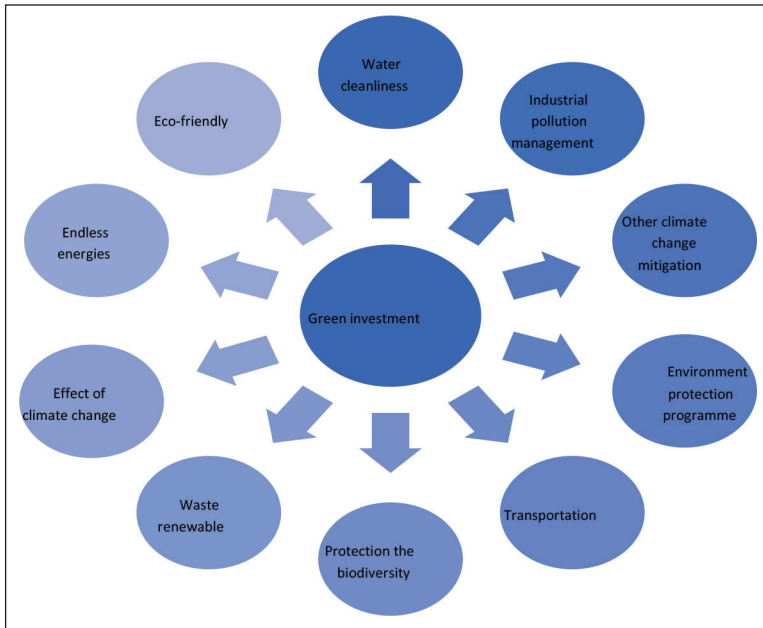 Water
cleanliness
Industrial
pollution
management
Other climate
change
mitigation
Environment
protection
programme
Transportation
Protection the
biodiversity
Waste
renewable
Effect of
climate change
Endless
energies
Eco-friendly
Green investment